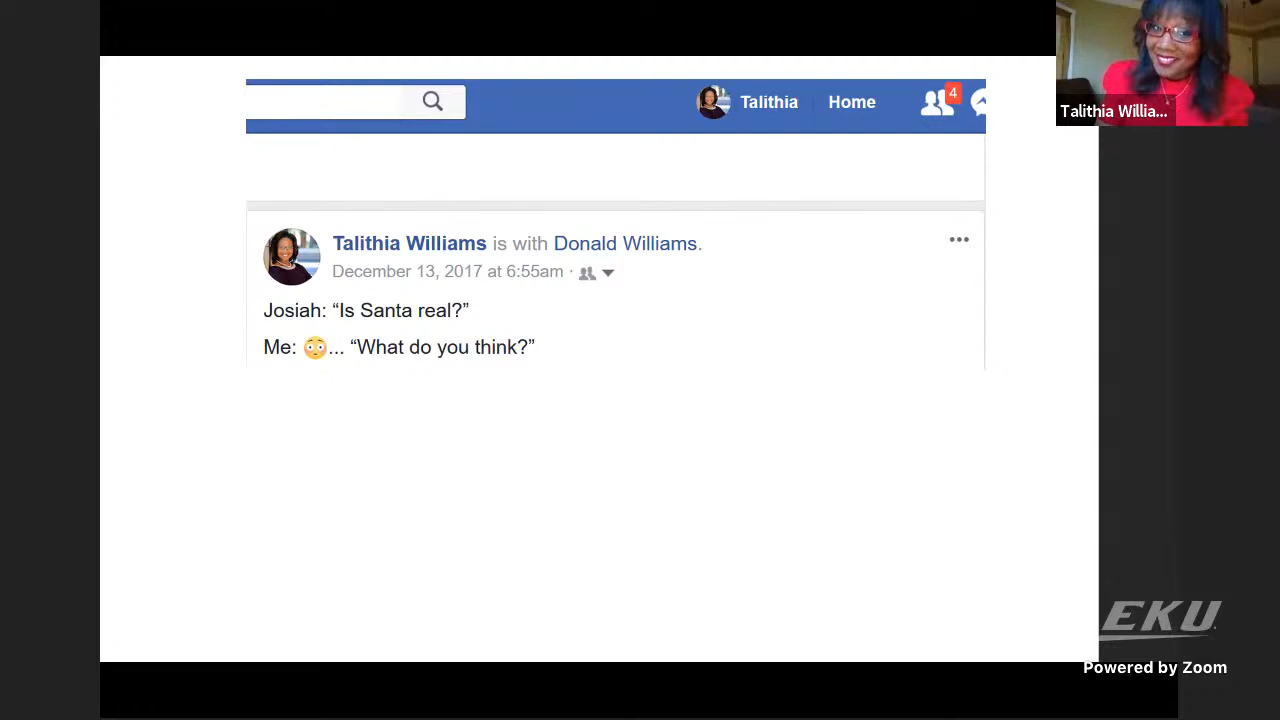 Talithia Home 4
Talithia Willia...
Talithia Williams is with Donald Williams.
December 13, 2017 at 6:55am ·
Josiah: “Is Santa real?”
Me: 😳... “What do you think?”
EKU
Powered by Zoom